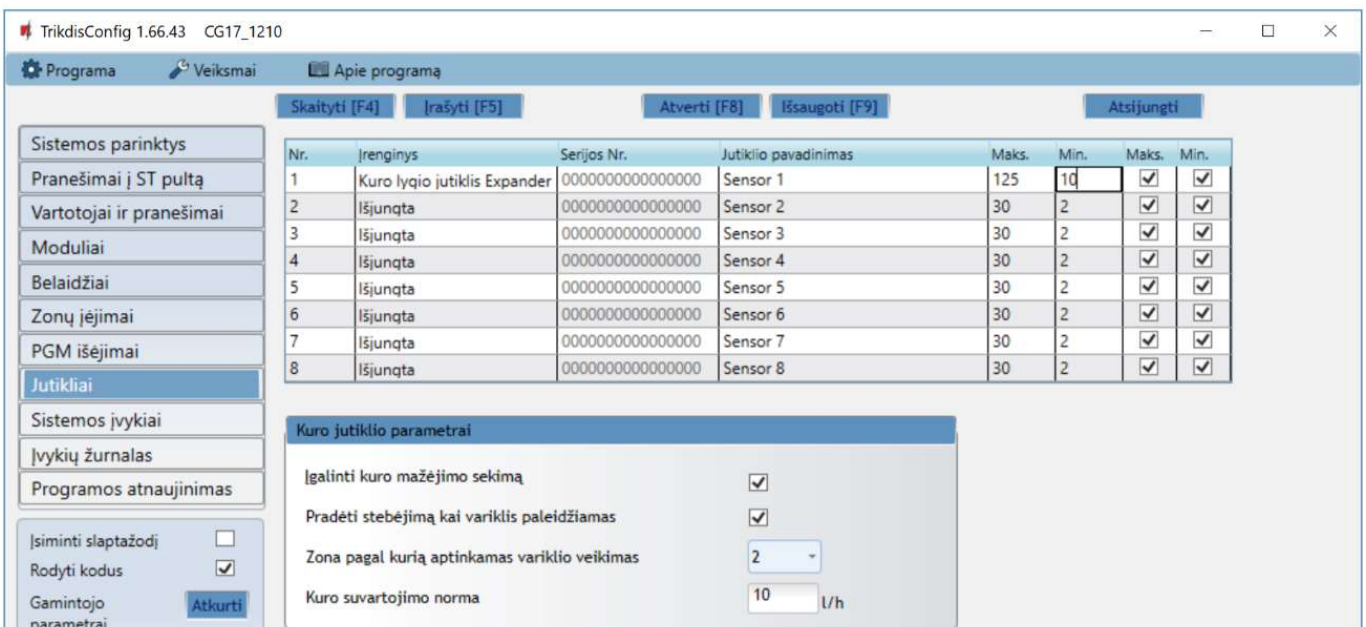 TrikdisConfig 1.66.43 CG17_1210
Programa Veiksmai Apie programą
Skaityti [F4] Įrašyti [F5] Atverti [F8] Išsaugoti [F9] Atsijungti
Sistemos parinktys
Pranešimai į ST pultą
Vartotojai ir pranešimai
Moduliai
Belaidžiai
Zonų įėjimai
PGM išėjimai
Jutikliai
Sistemos įvykiai
Įvykių žurnalas
Programos atnaujinimas
Įsiminti slaptažodį
Rodyti kodus
Gamintojo Atkurti
parametrai
Nr. Įrenginys Serijos Nr. Jutiklio pavadinimas Maks. Min. Maks. Min.
1 Kuro lygio jutiklis Expander 0000000000000000 Sensor 1 125 10
2 Išjungta 0000000000000000 Sensor 2 30 2
3 Išjungta 0000000000000000 Sensor 3 30 2
4 Išjungta 0000000000000000 Sensor 4 30 2
5 Išjungta 0000000000000000 Sensor 5 30 2
6 Išjungta 0000000000000000 Sensor 6 30 2
7 Išjungta 0000000000000000 Sensor 7 30 2
8 Išjungta 0000000000000000 Sensor 8 30 2
Kuro jutiklio parametrai
Įgalinti kuro mažėjimo sekimą
Pradėti stebėjimą kai variklis paleidžiamas
Zona pagal kurią aptinkamas variklio veikimas 2
Kuro suvartojimo norma 10 l/h